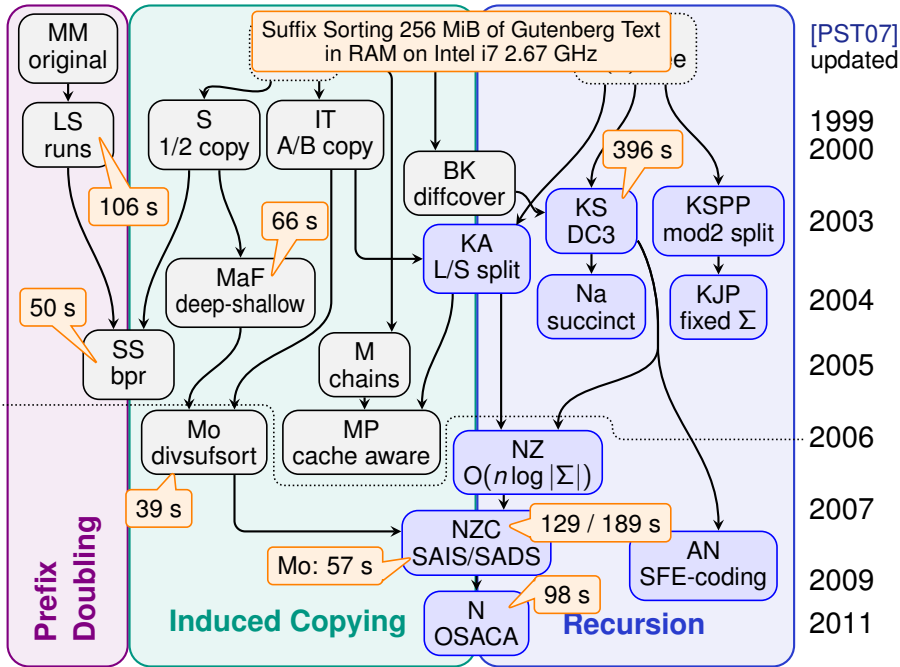 MM
original
Suffix Sorting 256 MiB of Gutenberg Text
in RAM on Intel i7 2.67 GHz
[PST07]
updated
LS
runs
S
1/2 copy
IT
A/B copy
1999
2000
BK
diffcover
396 s
106 s
66 s
KS
DC3
KSPP
mod2 split
2003
KA
L/S split
MaF
deep-shallow
Na
succinct
KJP
fixed Σ
2004
50 s
SS
bpr
M
chains
2005
Mo
divsufsort
MP
cache aware
NZ
O(n log |Σ|)
2006
39 s
2007
NZC
SAIS/SADS
129 / 189 s
Mo: 57 s
AN
SFE-coding
2009
N
OSACA
98 s
2011
Prefix
Doubling
Induced Copying
Recursion